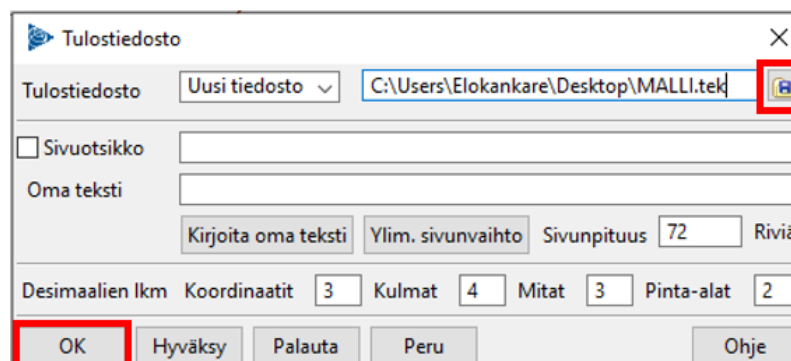 Tulostiedosto
Tulostiedosto Uusi tiedosto C:\Users\Elokankare\Desktop\MALLI.tek
Sivuotsikko
Oma teksti
Kirjoita oma teksti Ylim. sivunvaihto Sivunpituus 72 Riviä
Desimaalien lkm Koordinaatit 3 Kulmat 4 Mitat 3 Pinta-alat 2
OK Hyväksy Palauta Peru Ohje